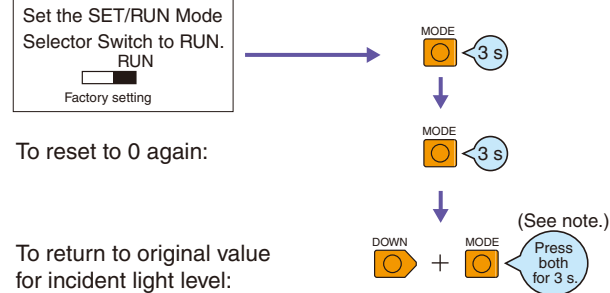 Set the SET/RUN Mode
Selector Switch to RUN.
RUN
Factory setting
MODE
3 s
To reset to 0 again:
MODE
3 s
(See note.)
To return to original value
for incident light level:
DOWN
+
MODE
Press
both
for 3 s.